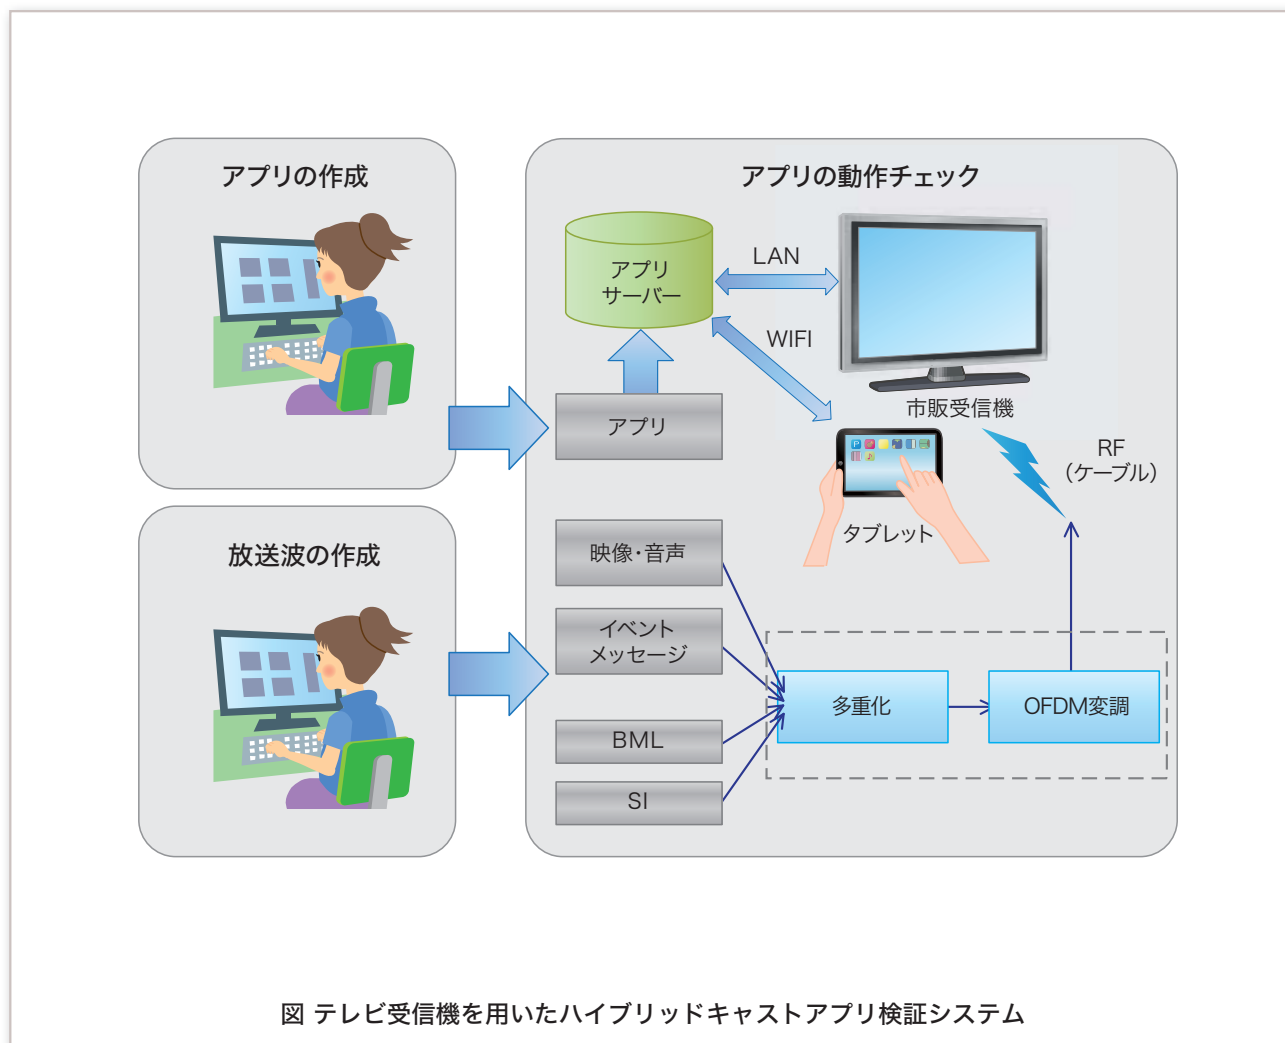 アプリの作成
アプリの動作チェック
アプリ
サーバー
LAN
WIFI
市販受信機
アプリ
RF
（ケーブル）
タブレット
放送波の作成
映像・音声
イベント
メッセージ
多重化
OFDM変調
BML
SI
図 テレビ受信機を用いたハイブリッドキャストアプリ検証システム